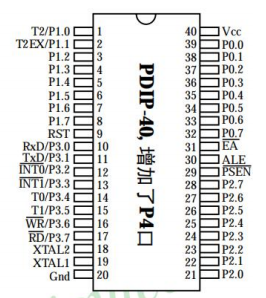 T2/P1.0 1 40 Vcc
T2EX/P1.1 2 39 P0.0
P1.2 3 38 P0.1
P1.3 4 37 P0.2
P1.4 5 36 P0.3
P1.5 6 35 P0.4
P1.6 7 34 P0.5
P1.7 8 33 P0.6
RST 9 32 P0.7
RxD/P3.0 10 31 EA
TxD/P3.1 11 30 ALE
INT0/P3.2 12 29 PSEN
INT1/P3.3 13 28 P2.7
T0/P3.4 14 27 P2.6
T1/P3.5 15 26 P2.5
WR/P3.6 16 25 P2.4
RD/P3.7 17 24 P2.3
XTAL2 18 23 P2.2
XTAL1 19 22 P2.1
Gnd 20 21 P2.0
PDIP-40, 增加了P4口